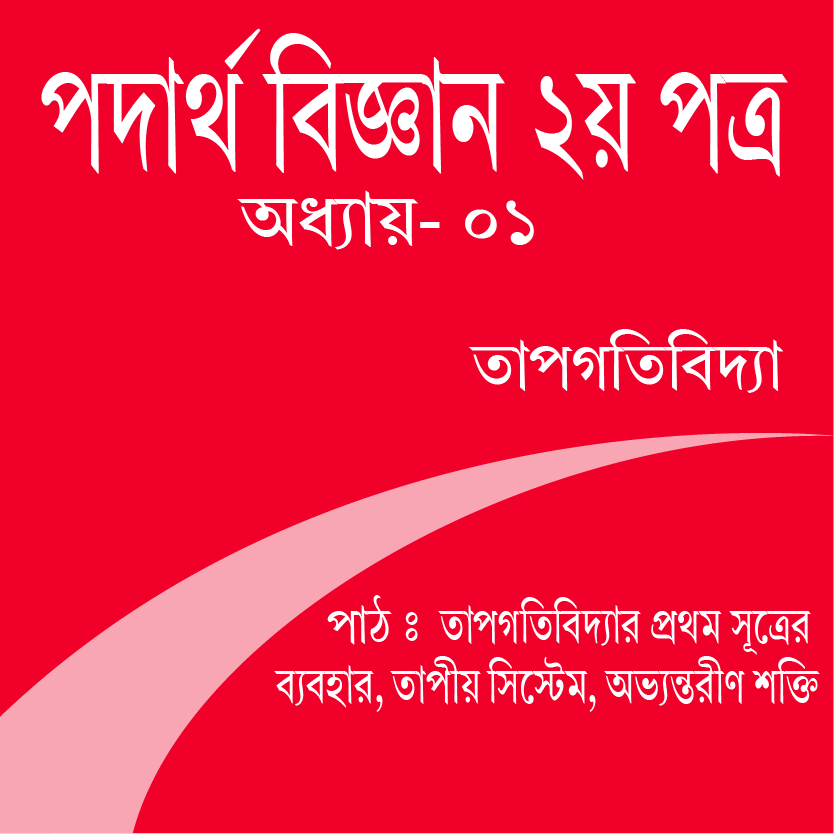 পদার্থ বিজ্ঞান ২য় পত্র
অধ্যায়- ০১
তাপগতিবিদ্যা
পাঠ ঃ তাপগতিবিদ্যার প্রথম সূত্রের
ব্যবহার, তাপীয় সিস্টেম, অভ্যন্তরীণ শক্তি